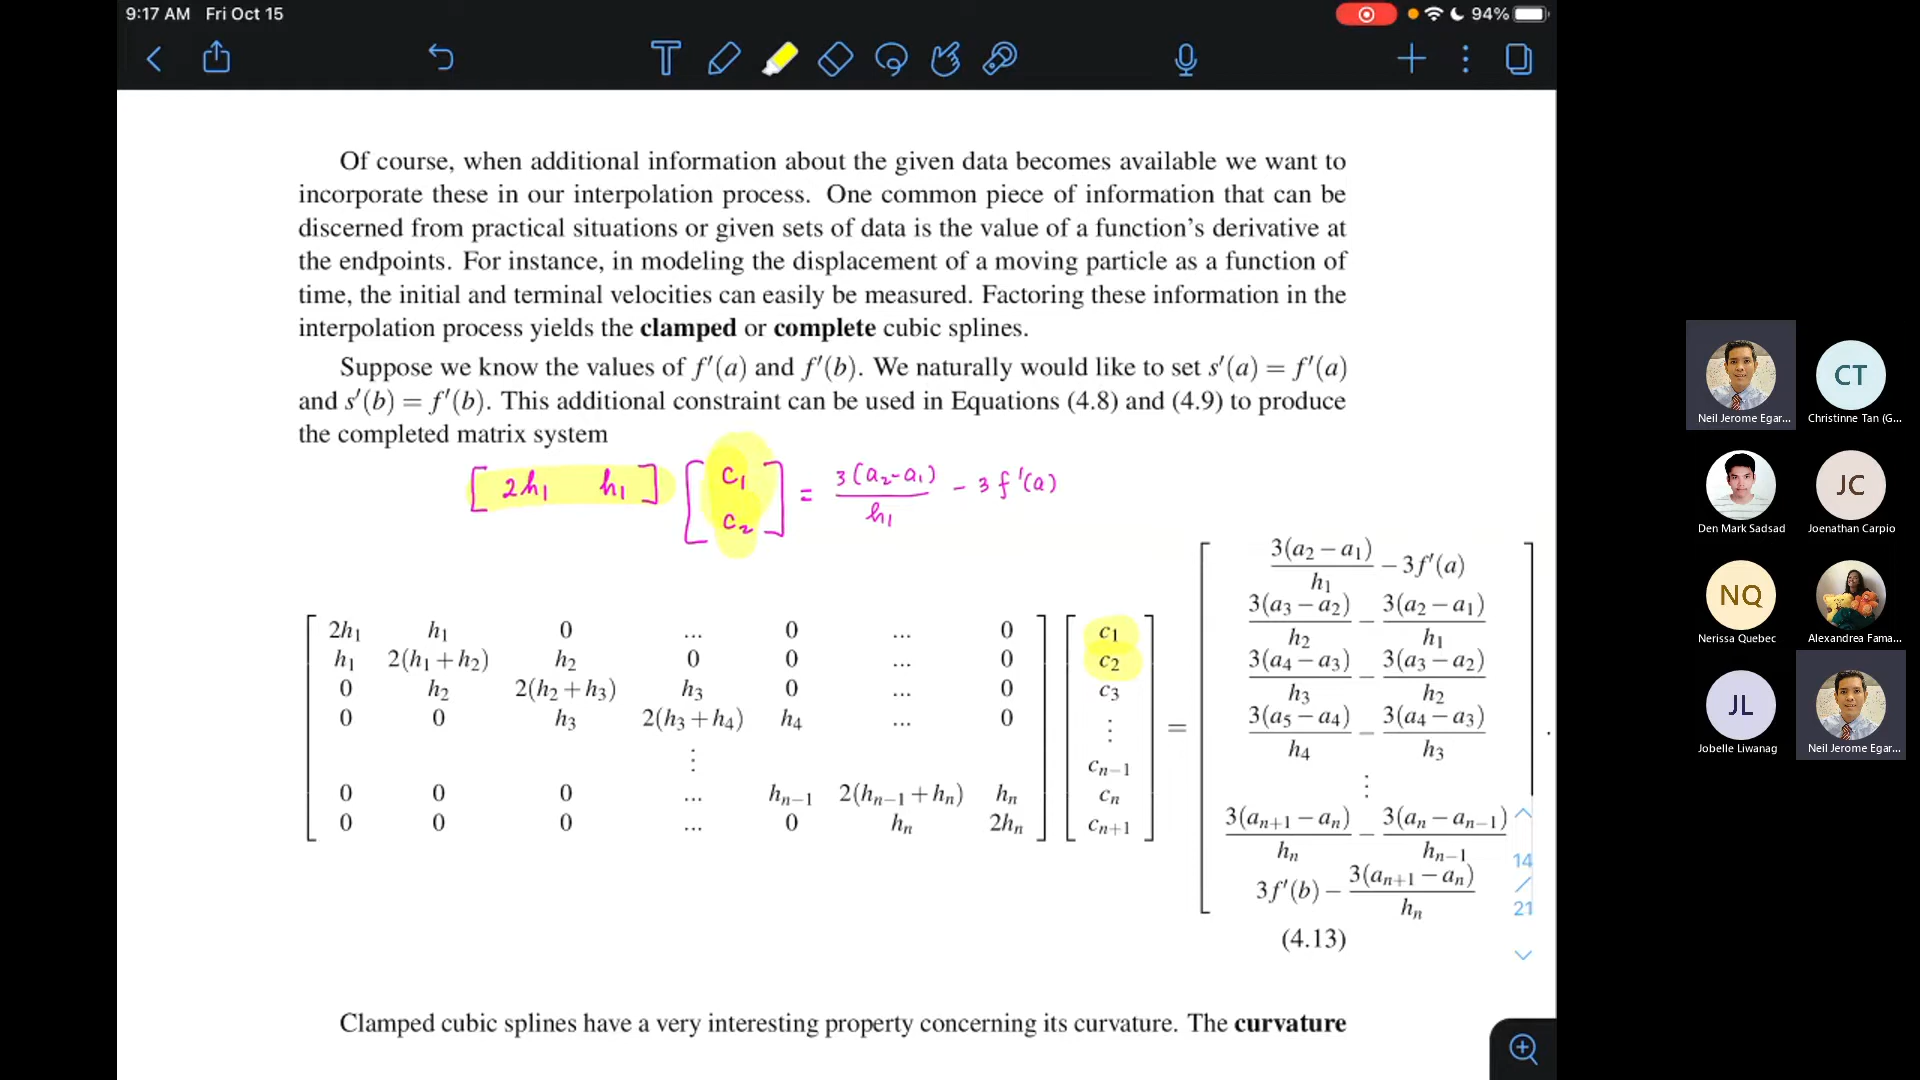 9:17 AM Fri Oct 15
94%
T
Of course, when additional information about the given data becomes available we want to
incorporate these in our interpolation process. One common piece of information that can be
discerned from practical situations or given sets of data is the value of a function's derivative at
the endpoints. For instance, in modeling the displacement of a moving particle as a function of
time, the initial and terminal velocities can easily be measured. Factoring these information in the
interpolation process yields the clamped or complete cubic splines.
Suppose we know the values of f′(a) and f′(b). We naturally would like to set s′(a) = f′(a)
and s′(b) = f′(b). This additional constraint can be used in Equations (4.8) and (4.9) to produce
the completed matrix system
[2h₁ h₁] [c₁ c₂] = 3(a₂-a₁)/h₁ - 3f'(a)
2h₁ h₁ 0 ... 0 ... 0
h₁ 2(h₁+h₂) h₂ 0 0 ... 0
0 h₂ 2(h₂+h₃) h₃ 0 ... 0
0 0 h₃ 2(h₃+h₄) h₄ ... 0
⋮
0 0 0 ... hₙ₋₁ 2(hₙ₋₁+hₙ) hₙ
0 0 0 ... 0 hₙ 2hₙ
c₁
c₂
c₃
⋮
cₙ₋₁
cₙ
cₙ₊₁
=
3(a₂−a₁)/h₁ − 3f′(a)
3(a₃−a₂)/h₂ − 3(a₂−a₁)/h₁
3(a₄−a₃)/h₃ − 3(a₃−a₂)/h₂
3(a₅−a₄)/h₄ − 3(a₄−a₃)/h₃
⋮
3(aₙ₊₁−aₙ)/hₙ − 3(aₙ−aₙ₋₁)/hₙ₋₁
3f′(b) − 3(aₙ₊₁−aₙ)/hₙ
.
(4.13)
14
/
21
Clamped cubic splines have a very interesting property concerning its curvature. The curvature
Neil Jerome Egar...
CT
Christinne Tan (G...
Den Mark Sadsad
JC
Joenathan Carpio
NQ
Nerissa Quebec
Alexandrea Fama...
JL
Jobelle Liwanag
Neil Jerome Egar...